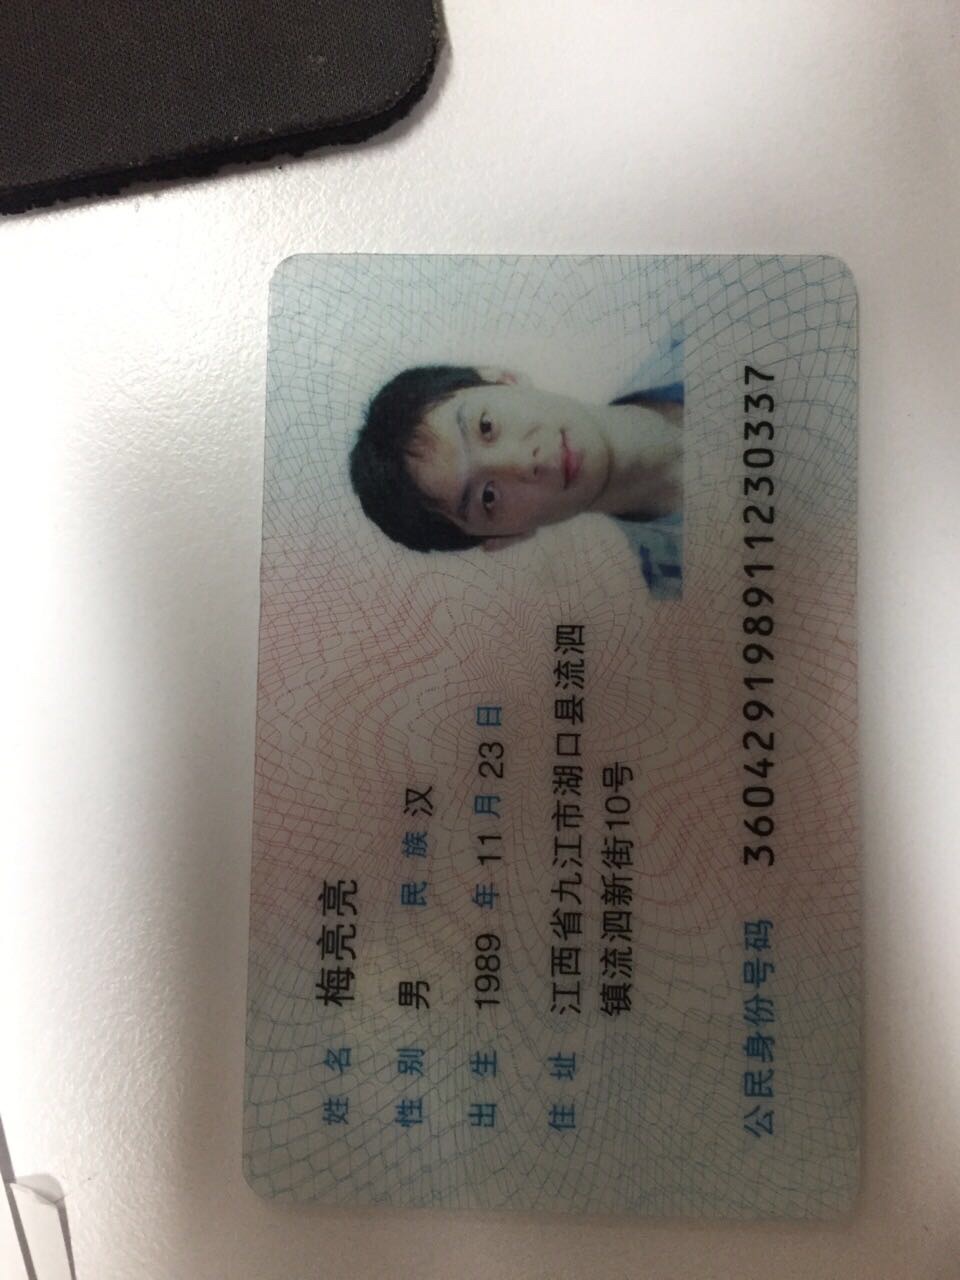 姓名 梅亮亮
性别 男 民族 汉
出生 1989 年 11 月 23 日
住址 江西省九江市湖口县流泗
镇流泗新街10号
公民身份号码 360429198911230337